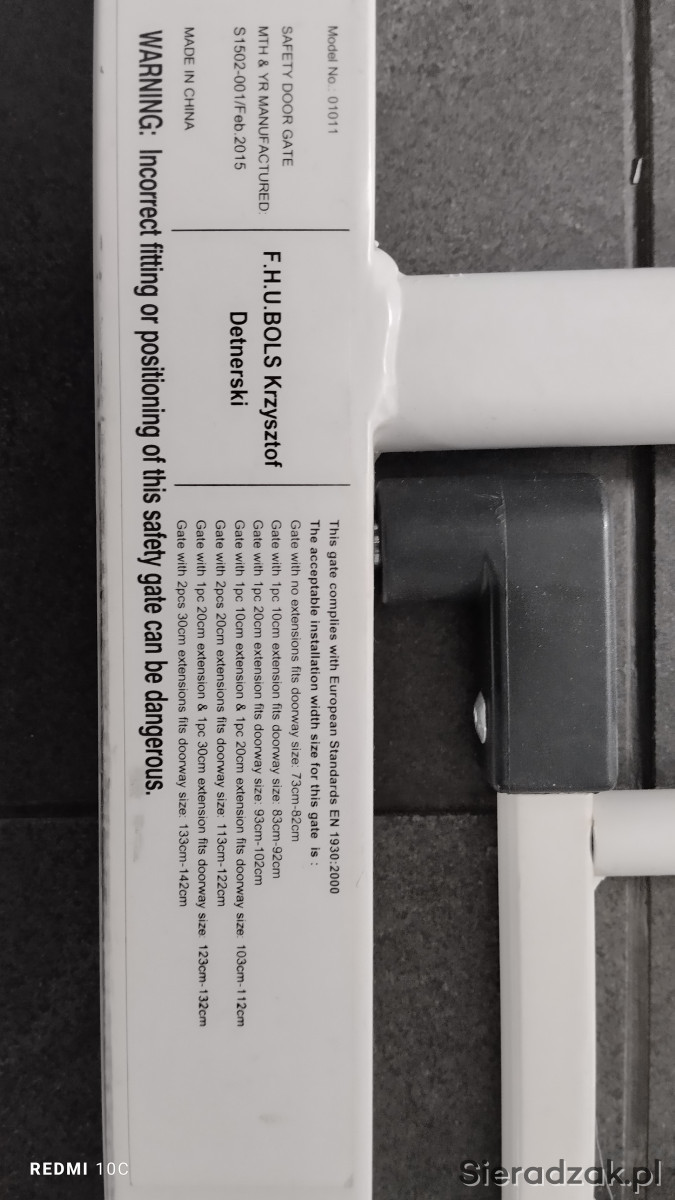 Model No.: 01011
SAFETY DOOR GATE
MTH & YR MANUFACTURED:
S1502-001/Feb.2015
MADE IN CHINA
F.H.U.BOLS Krzysztof
Detnerski
This gate complies with European Standards EN 1930:2000
The acceptable installation width size for this gate is :
Gate with no extensions fits doorway size: 73cm-82cm
Gate with 1pc 10cm extension fits doorway size: 83cm-92cm
Gate with 1pc 20cm extension fits doorway size: 93cm-102cm
Gate with 1pc 10cm extension & 1pc 20cm extension fits doorway size: 103cm-112cm
Gate with 2pcs 20cm extensions fits doorway size: 113cm-122cm
Gate with 1pc 20cm extension & 1pc 30cm extension fits doorway size: 123cm-132cm
Gate with 2pcs 30cm extensions fits doorway size: 133cm-142cm
WARNING: Incorrect fitting or positioning of this safety gate can be dangerous.
REDMI 10C
Sieradzak.pl